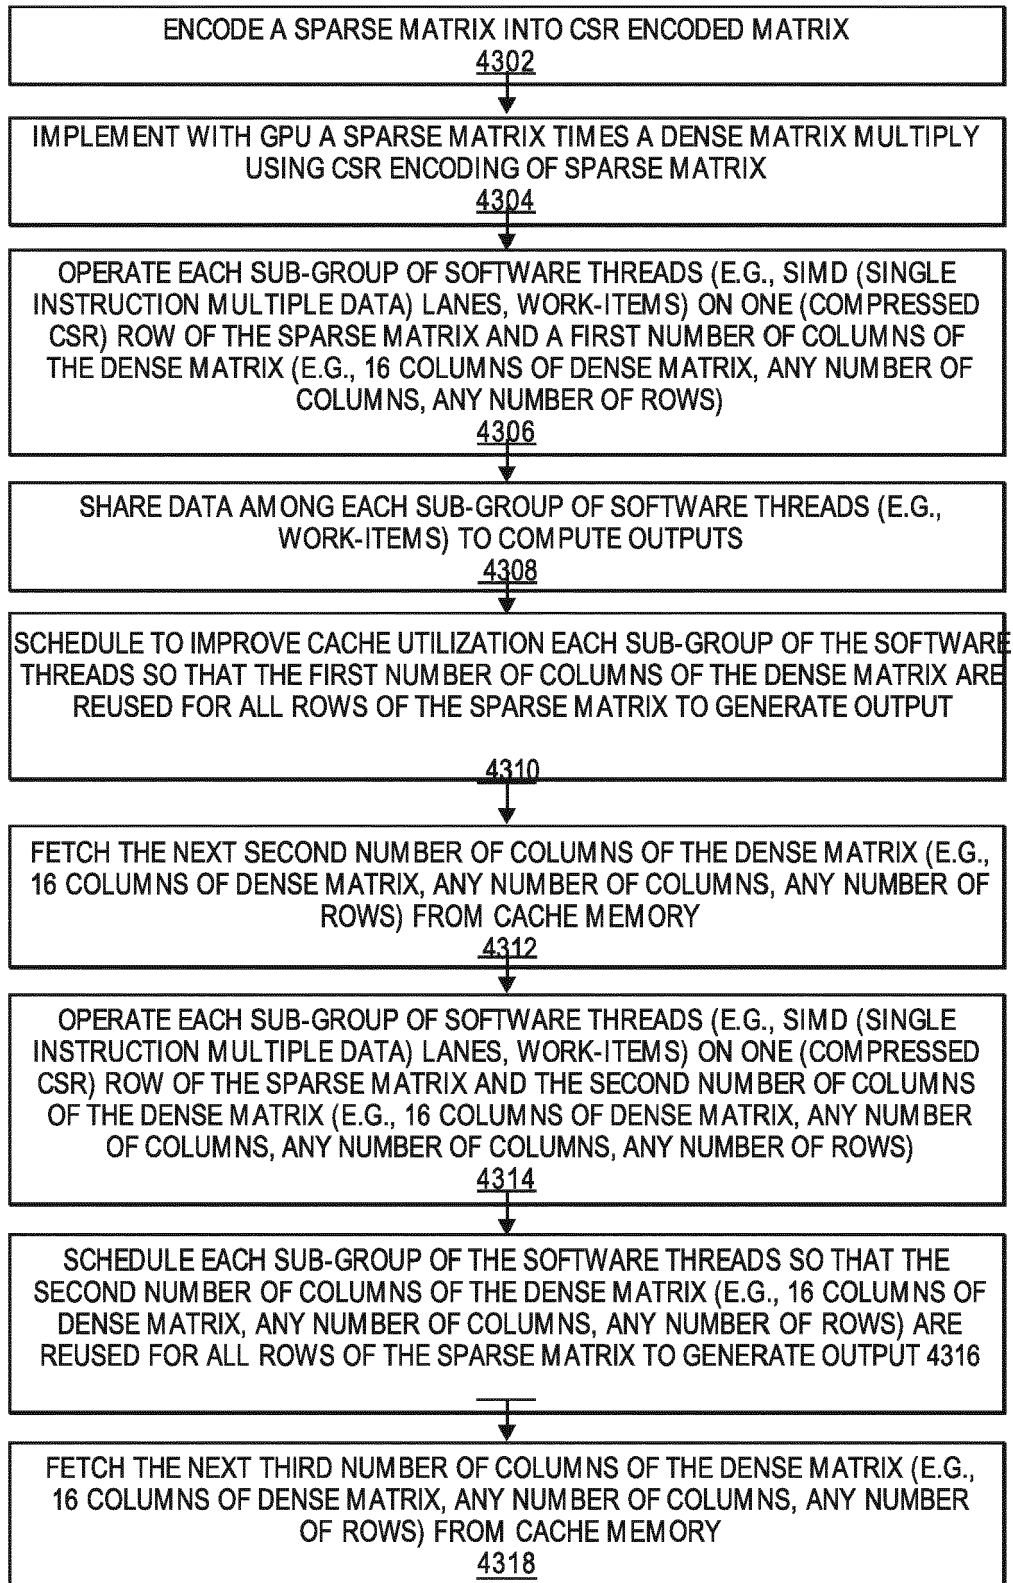 ENCODE A SPARSE MATRIX INTO CSR ENCODED MATRIX
4302
IMPLEMENT WITH GPU A SPARSE MATRIX TIMES A DENSE MATRIX MULTIPLY
USING CSR ENCODING OF SPARSE MATRIX
4304
OPERATE EACH SUB-GROUP OF SOFTWARE THREADS (E.G., SIMD (SINGLE
INSTRUCTION MULTIPLE DATA) LANES, WORK-ITEMS) ON ONE (COMPRESSED
CSR) ROW OF THE SPARSE MATRIX AND A FIRST NUMBER OF COLUMNS OF
THE DENSE MATRIX (E.G., 16 COLUMNS OF DENSE MATRIX, ANY NUMBER OF
COLUMNS, ANY NUMBER OF ROWS)
4306
SHARE DATA AMONG EACH SUB-GROUP OF SOFTWARE THREADS (E.G.,
WORK-ITEMS) TO COMPUTE OUTPUTS
4308
SCHEDULE TO IMPROVE CACHE UTILIZATION EACH SUB-GROUP OF THE SOFTWARE
THREADS SO THAT THE FIRST NUMBER OF COLUMNS OF THE DENSE MATRIX ARE
REUSED FOR ALL ROWS OF THE SPARSE MATRIX TO GENERATE OUTPUT
4310
FETCH THE NEXT SECOND NUMBER OF COLUMNS OF THE DENSE MATRIX (E.G.,
16 COLUMNS OF DENSE MATRIX, ANY NUMBER OF COLUMNS, ANY NUMBER OF
ROWS) FROM CACHE MEMORY
4312
OPERATE EACH SUB-GROUP OF SOFTWARE THREADS (E.G., SIMD (SINGLE
INSTRUCTION MULTIPLE DATA) LANES, WORK-ITEMS) ON ONE (COMPRESSED
CSR) ROW OF THE SPARSE MATRIX AND THE SECOND NUMBER OF COLUMNS
OF THE DENSE MATRIX (E.G., 16 COLUMNS OF DENSE MATRIX, ANY NUMBER
OF COLUMNS, ANY NUMBER OF COLUMNS, ANY NUMBER OF ROWS)
4314
SCHEDULE EACH SUB-GROUP OF THE SOFTWARE THREADS SO THAT THE
SECOND NUMBER OF COLUMNS OF THE DENSE MATRIX (E.G., 16 COLUMNS OF
DENSE MATRIX, ANY NUMBER OF COLUMNS, ANY NUMBER OF ROWS) ARE
REUSED FOR ALL ROWS OF THE SPARSE MATRIX TO GENERATE OUTPUT 4316
FETCH THE NEXT THIRD NUMBER OF COLUMNS OF THE DENSE MATRIX (E.G.,
16 COLUMNS OF DENSE MATRIX, ANY NUMBER OF COLUMNS, ANY NUMBER
OF ROWS) FROM CACHE MEMORY
4318